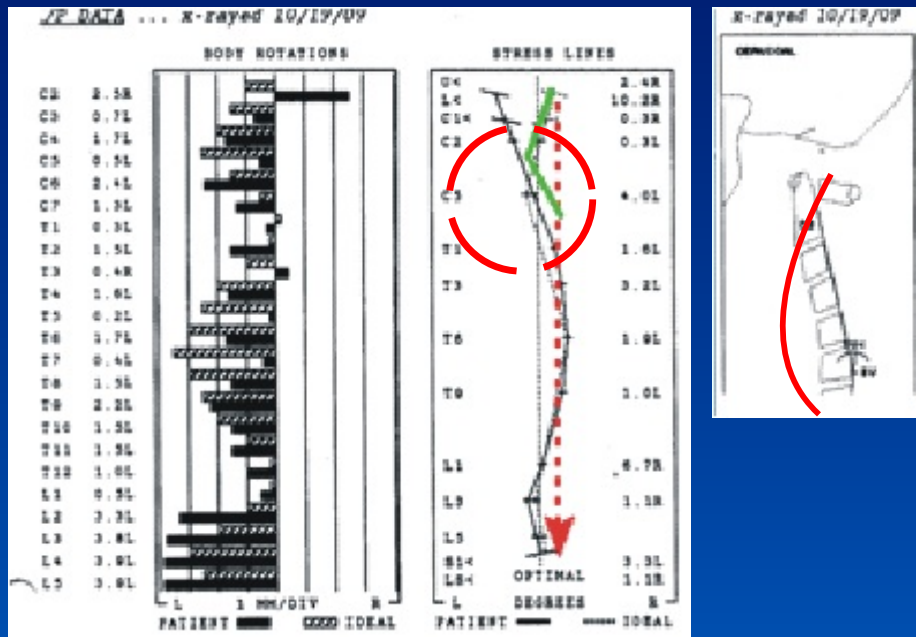 /P DATA ... x-rayed 10/19/09
BODY ROTATIONS
C2 2.5R
C3 0.7L
C4 1.7L
C5 0.5L
C6 2.4L
C7 1.3L
T1 0.3L
T2 1.5L
T3 0.4R
T4 1.6L
T5 0.2L
T6 1.7L
T7 0.4L
T8 1.3L
T9 2.2L
T10 1.5L
T11 1.5L
T12 1.0L
L1 0.5L
L2 3.3L
L3 3.8L
L4
L5 3.8L
L 1 MM/DIV R
PATIENT IDEAL
STRESS LINES
2.4R
L< 10.2R
C1< 0.3R
C2 0.3L
C5 4.0L
T1 1.6L
T3 3.2L
T6 1.9L
T9 1.0L
L1 6.7R
L3 1.1R
L5
S1< 3.3L
1.1R
OPTIMAL
L DEGREES R
PATIENT IDEAL
x-rayed 10/19/09
CERVICAL